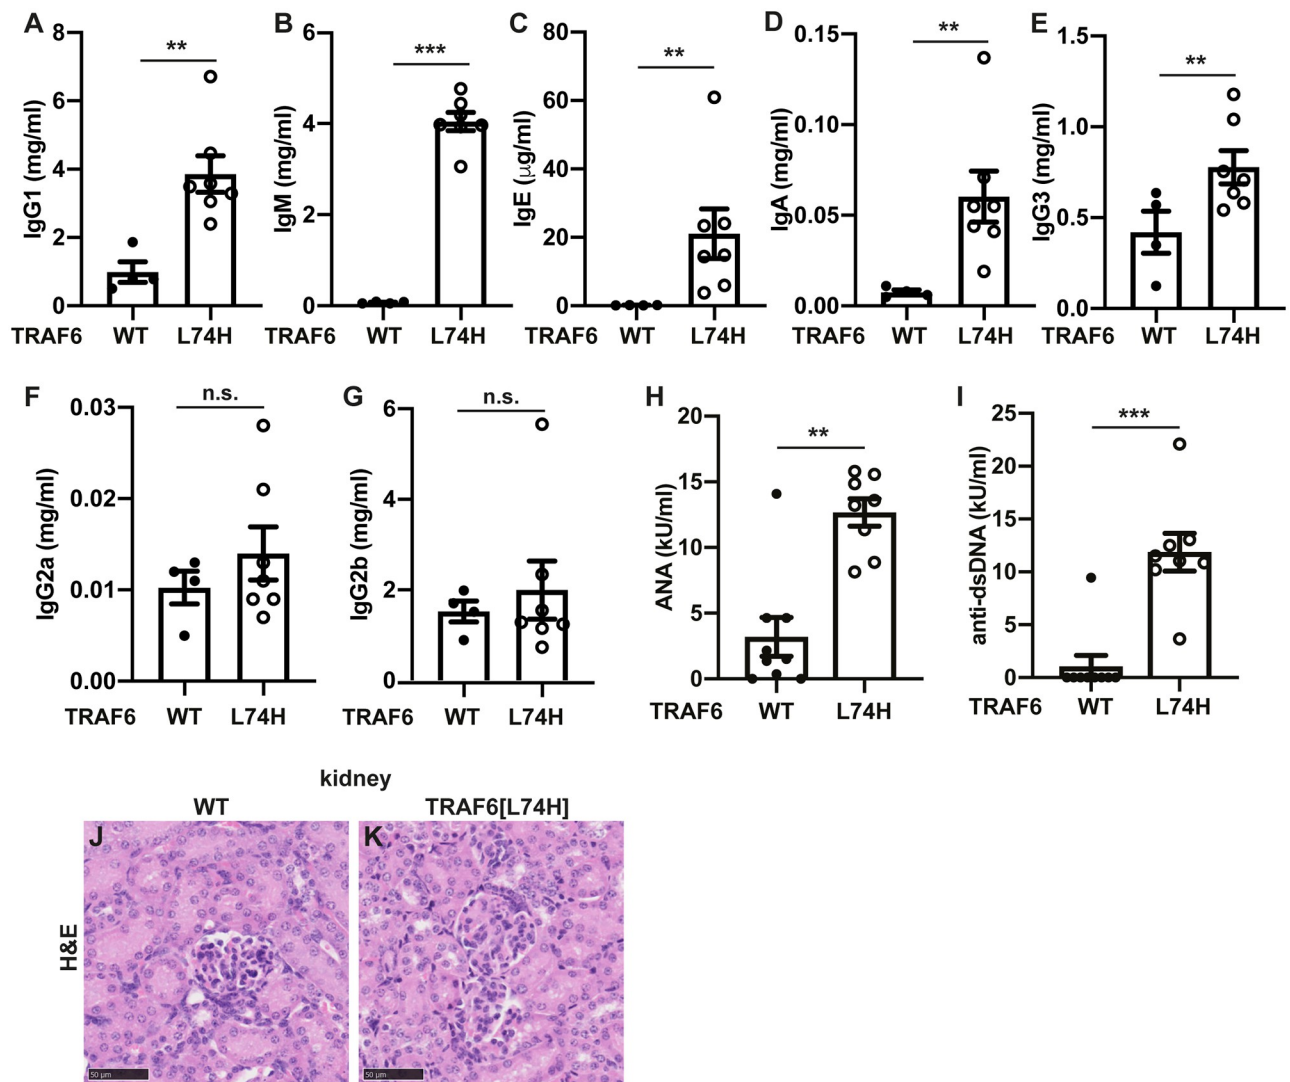 A
B
C
D
E
**
***
**
**
**
IgG1 (mg/ml)
8
6
4
2
0
IgM (mg/ml)
6
4
2
0
IgE (μg/ml)
80
60
40
20
0
IgA (mg/ml)
0.15
0.10
0.05
0.00
IgG3 (mg/ml)
1.5
1.0
0.5
0.0
TRAF6 WT L74H
TRAF6 WT L74H
TRAF6 WT L74H
TRAF6 WT L74H
TRAF6 WT L74H
F
G
H
I
n.s.
n.s.
**
***
IgG2a (mg/ml)
0.03
0.02
0.01
0.00
IgG2b (mg/ml)
6
4
2
0
ANA (kU/ml)
20
15
10
5
0
anti-dsDNA (kU/ml)
25
20
15
10
5
0
TRAF6 WT L74H
TRAF6 WT L74H
TRAF6 WT L74H
TRAF6 WT L74H
kidney
WT
TRAF6[L74H]
J
K
H&E
50 μm
50 μm